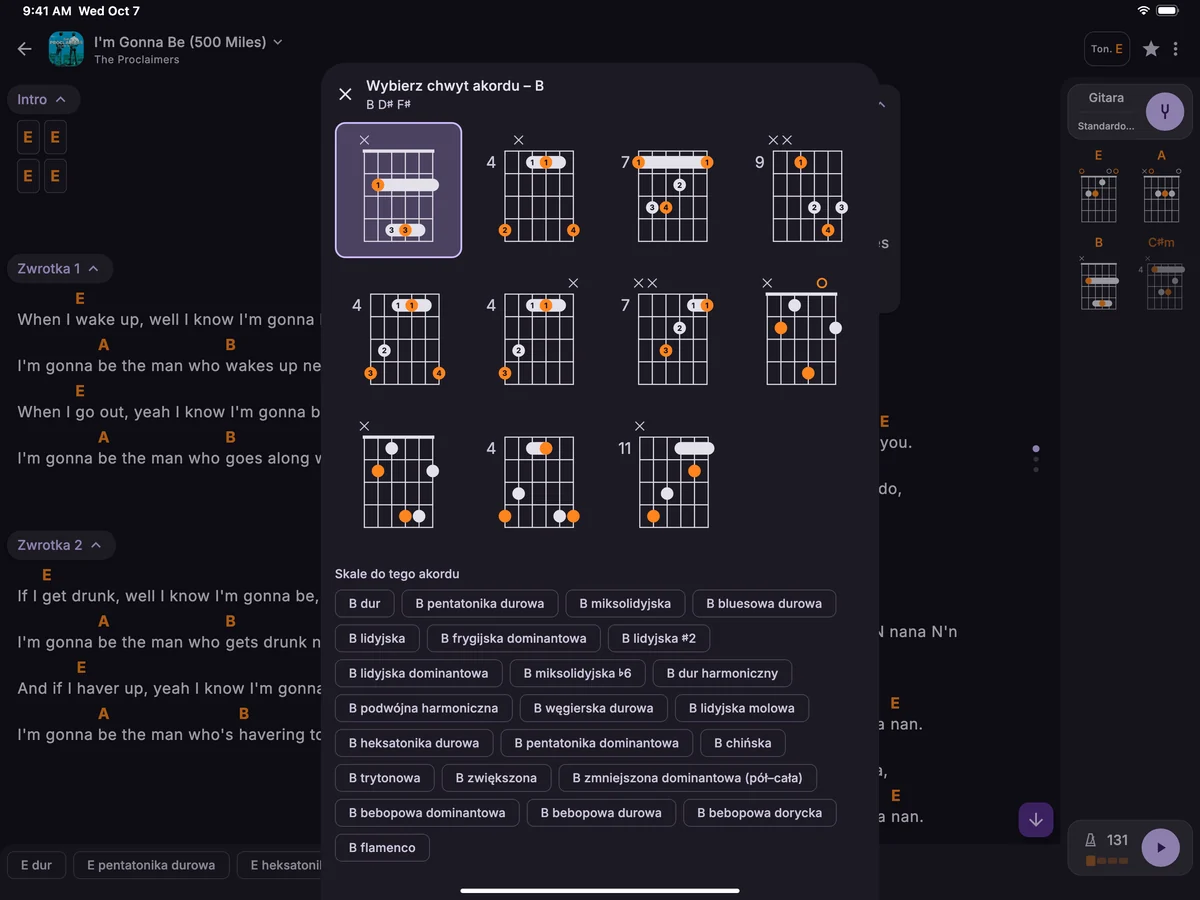 9:41 AM Wed Oct 7
I'm Gonna Be (500 Miles)
The Proclaimers
Ton. E
Intro
E E
E E
Zwrotka 1
E
When I wake up, well I know I'm gonna
A B
I'm gonna be the man who wakes up ne
E
When I go out, yeah I know I'm gonna b
A B
I'm gonna be the man who goes along w
Zwrotka 2
E
If I get drunk, well I know I'm gonna be,
A B
I'm gonna be the man who gets drunk n
E
And if I haver up, yeah I know I'm gonna
A B
I'm gonna be the man who's havering to
E dur
E pentatonika durowa
E heksatoni
Wybierz chwyt akordu – B
B D# F#
4
7
9
4
4
7
4
11
Skale do tego akordu
B dur
B pentatonika durowa
B miksolidyjska
B bluesowa durowa
B lidyjska
B frygijska dominantowa
B lidyjska #2
B lidyjska dominantowa
B miksolidyjska ♭6
B dur harmoniczny
B podwójna harmoniczna
B węgierska durowa
B lidyjska molowa
B heksatonika durowa
B pentatonika dominantowa
B chińska
B trytonowa
B zwiększona
B zmniejszona dominantowa (pół–cała)
B bebopowa dominantowa
B bebopowa durowa
B bebopowa dorycka
B flamenco
es
E
you.
do,
N nana N'n
E
a nan.
a,
E
a nan.
Gitara
Standardo...
E A
B C#m
4
131